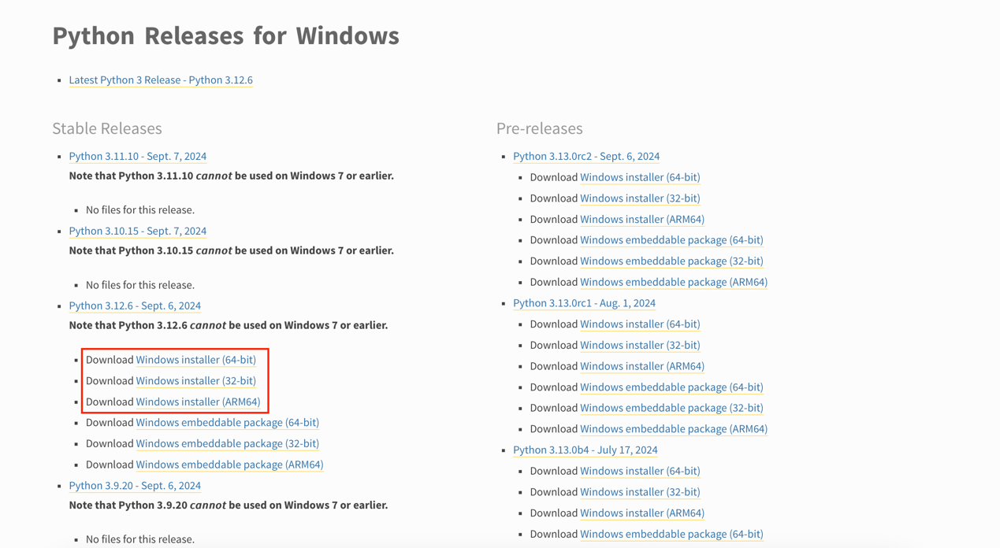 Python Releases for Windows
Latest Python 3 Release - Python 3.12.6
Stable Releases
Python 3.11.10 - Sept. 7, 2024
Note that Python 3.11.10 cannot be used on Windows 7 or earlier.
No files for this release.
Python 3.10.15 - Sept. 7, 2024
Note that Python 3.10.15 cannot be used on Windows 7 or earlier.
No files for this release.
Python 3.12.6 - Sept. 6, 2024
Note that Python 3.12.6 cannot be used on Windows 7 or earlier.
Download Windows installer (64-bit)
Download Windows installer (32-bit)
Download Windows installer (ARM64)
Download Windows embeddable package (64-bit)
Download Windows embeddable package (32-bit)
Download Windows embeddable package (ARM64)
Python 3.9.20 - Sept. 6, 2024
Note that Python 3.9.20 cannot be used on Windows 7 or earlier.
No files for this release.
Pre-releases
Python 3.13.0rc2 - Sept. 6, 2024
Download Windows installer (64-bit)
Download Windows installer (32-bit)
Download Windows installer (ARM64)
Download Windows embeddable package (64-bit)
Download Windows embeddable package (32-bit)
Download Windows embeddable package (ARM64)
Python 3.13.0rc1 - Aug. 1, 2024
Download Windows installer (64-bit)
Download Windows installer (32-bit)
Download Windows installer (ARM64)
Download Windows embeddable package (64-bit)
Download Windows embeddable package (32-bit)
Download Windows embeddable package (ARM64)
Python 3.13.0b4 - July 17, 2024
Download Windows installer (64-bit)
Download Windows installer (32-bit)
Download Windows installer (ARM64)
Download Windows embeddable package (64-bit)